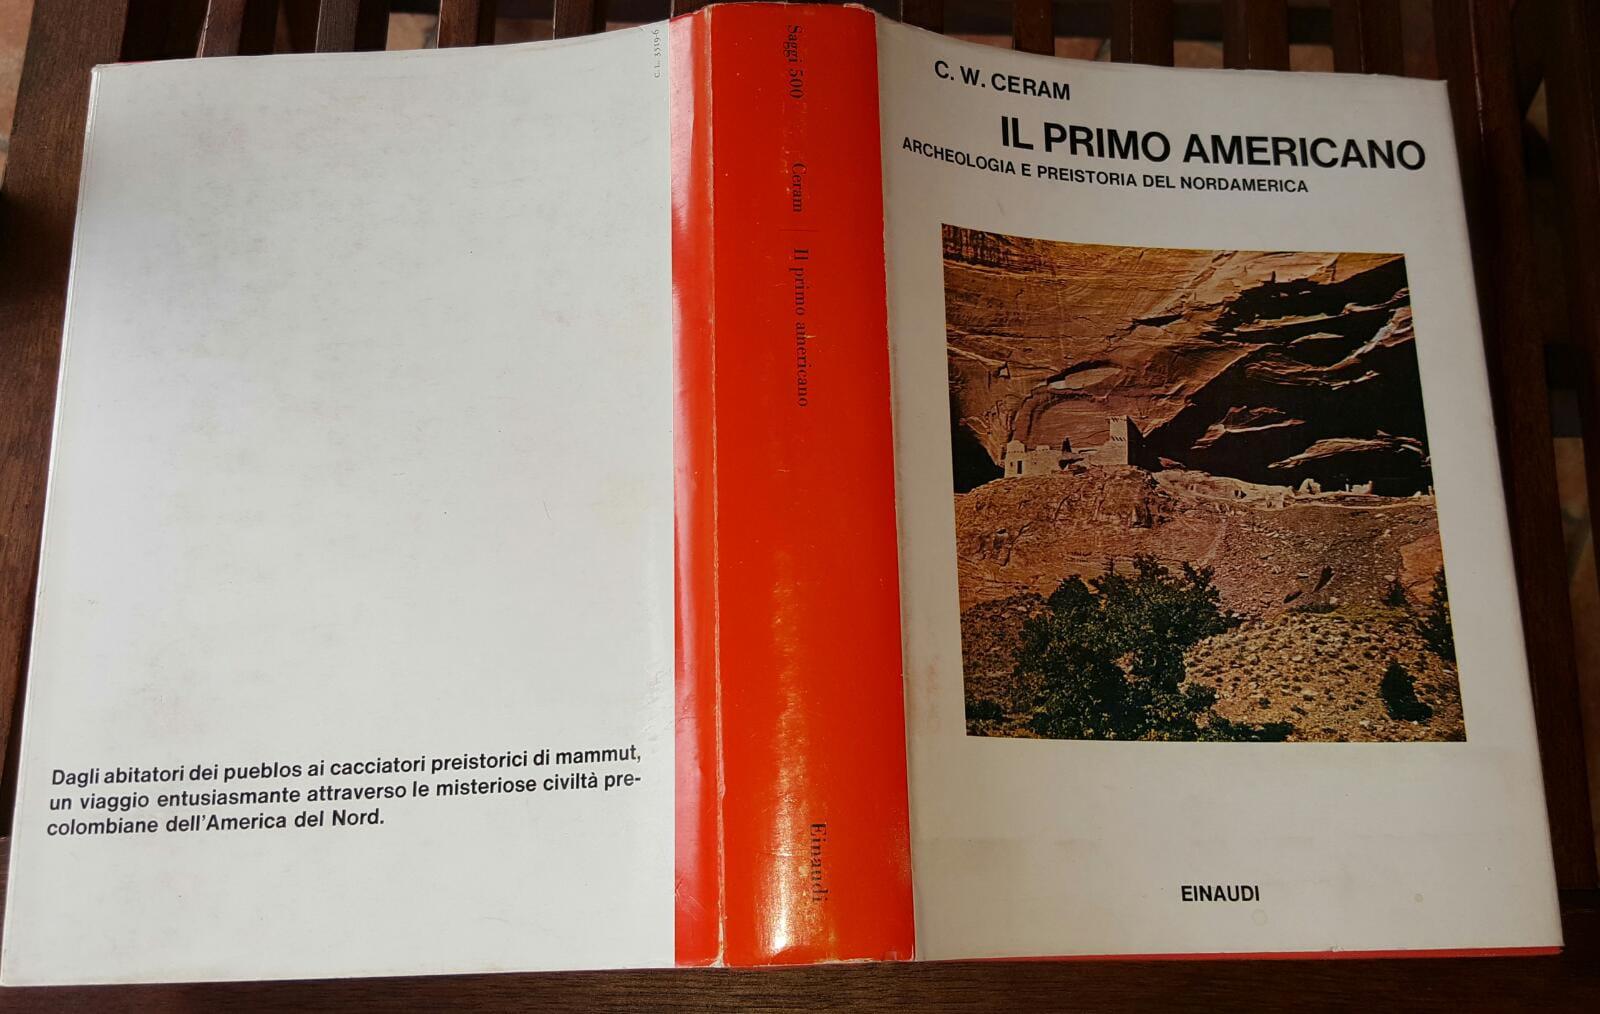 Dagli abitatori dei pueblos ai cacciatori preistorici di mammut,
un viaggio entusiasmante attraverso le misteriose civiltà pre-
colombiane dell'America del Nord.
C.L. 3519-6
Saggi 500
Ceram
Il primo americano
Einaudi
C. W. CERAM
IL PRIMO AMERICANO
ARCHEOLOGIA E PREISTORIA DEL NORDAMERICA
EINAUDI